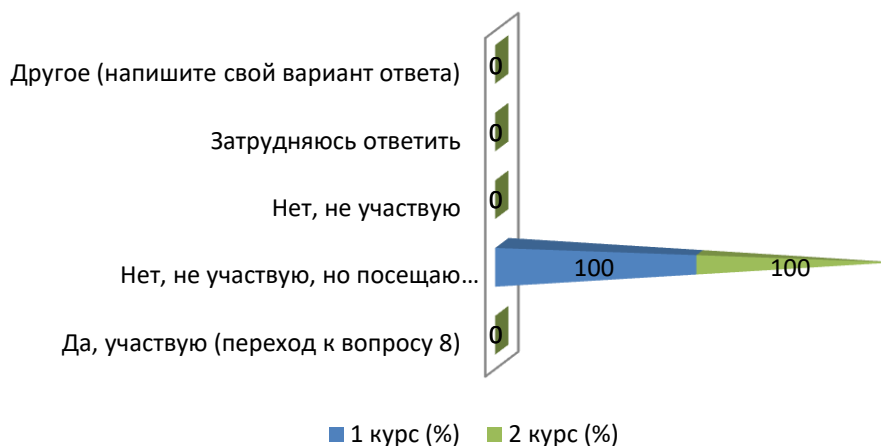 Другое (напишите свой вариант ответа)
0
Затрудняюсь ответить
0
Нет, не участвую
0
Нет, не участвую, но посещаю…
100
100
Да, участвую (переход к вопросу 8)
0
1 курс (%)
2 курс (%)